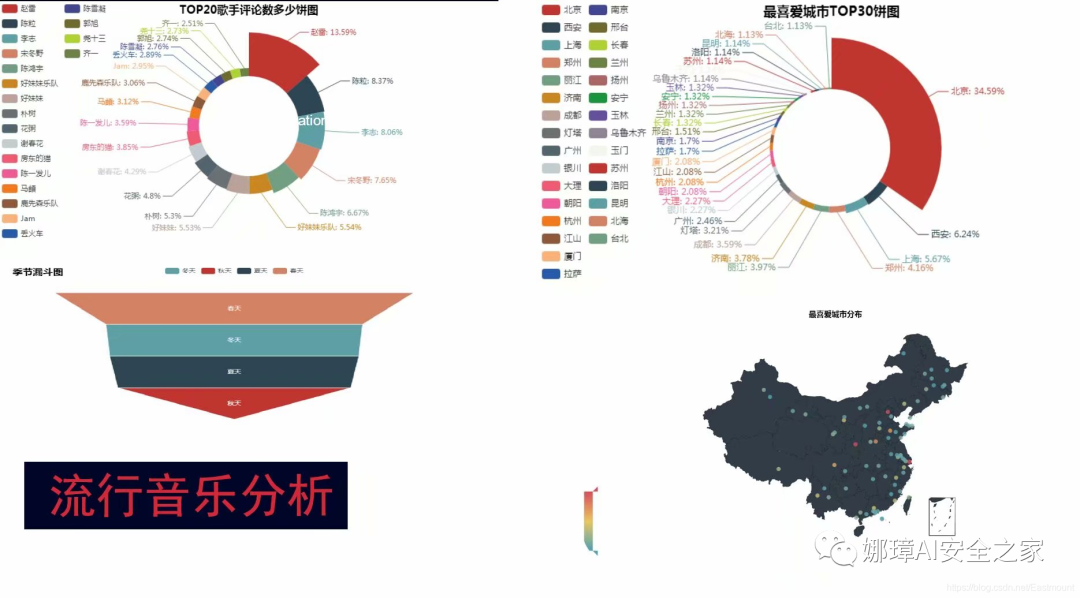 TOP20歌手评论数多少饼图
赵雷
陈粒
李志
宋冬野
陈鸿宇
好妹妹乐队
好妹妹
朴树
花粥
谢春花
房东的猫
陈一发儿
马頔
鹿先森乐队
Jam
丢火车
陈雪凝
郭旭
尧十三
齐一
齐一: 2.51%
尧十三: 2.73%
郭旭: 2.74%
陈雪凝: 2.76%
丢火车: 2.89%
Jam: 2.95%
鹿先森乐队: 3.06%
马頔: 3.12%
陈一发儿: 3.59%
房东的猫: 3.85%
谢春花: 4.29%
花粥: 4.8%
朴树: 5.3%
好妹妹: 5.53%
赵雷: 13.59%
陈粒: 8.37%
ation
李志: 8.06%
宋冬野: 7.65%
陈鸿宇: 6.67%
好妹妹乐队: 5.54%
最喜爱城市TOP30饼图
北京
西安
上海
郑州
丽江
济南
成都
灯塔
广州
银川
大理
朝阳
杭州
江山
厦门
拉萨
南京
邢台
长春
兰州
扬州
安宁
玉林
乌鲁木齐
玉门
苏州
洛阳
昆明
北海
台北
台北: 1.13%
北海: 1.13%
昆明: 1.14%
洛阳: 1.14%
苏州: 1.14%
乌鲁木齐: 1.14%
玉林: 1.32%
安宁: 1.32%
扬州: 1.32%
兰州: 1.32%
长春: 1.32%
邢台: 1.51%
南京: 1.7%
拉萨: 1.7%
厦门: 2.08%
江山: 2.08%
杭州: 2.08%
朝阳: 2.08%
大理: 2.27%
银川: 2.27%
广州: 2.46%
灯塔: 3.21%
成都: 3.59%
济南: 3.78%
丽江: 3.97%
北京: 34.59%
西安: 6.24%
上海: 5.67%
郑州: 4.16%
季节漏斗图
冬天 秋天 夏天 春天
春天
冬天
夏天
秋天
流行音乐分析
最喜爱城市分布
娜璋AI安全之家
https://blog.csdn.net/Eastmount